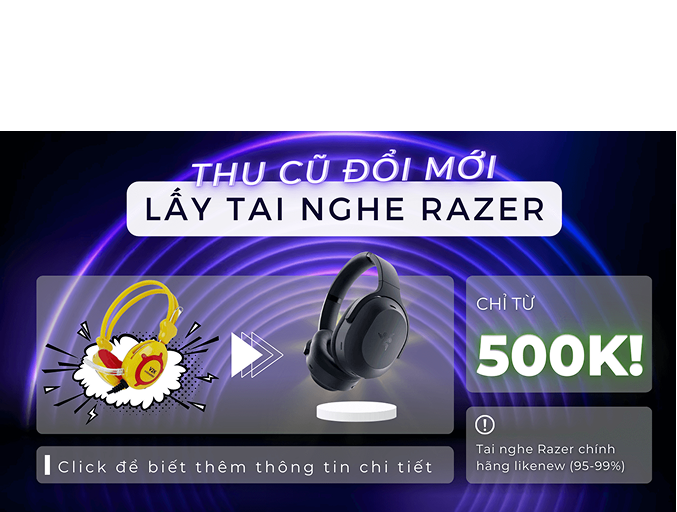 THU CŨ ĐỔI MỚI
LẤY TAI NGHE RAZER
CHỈ TỪ
500K!
Tai nghe Razer chính
hãng likenew (95-99%)
Click để biết thêm thông tin chi tiết